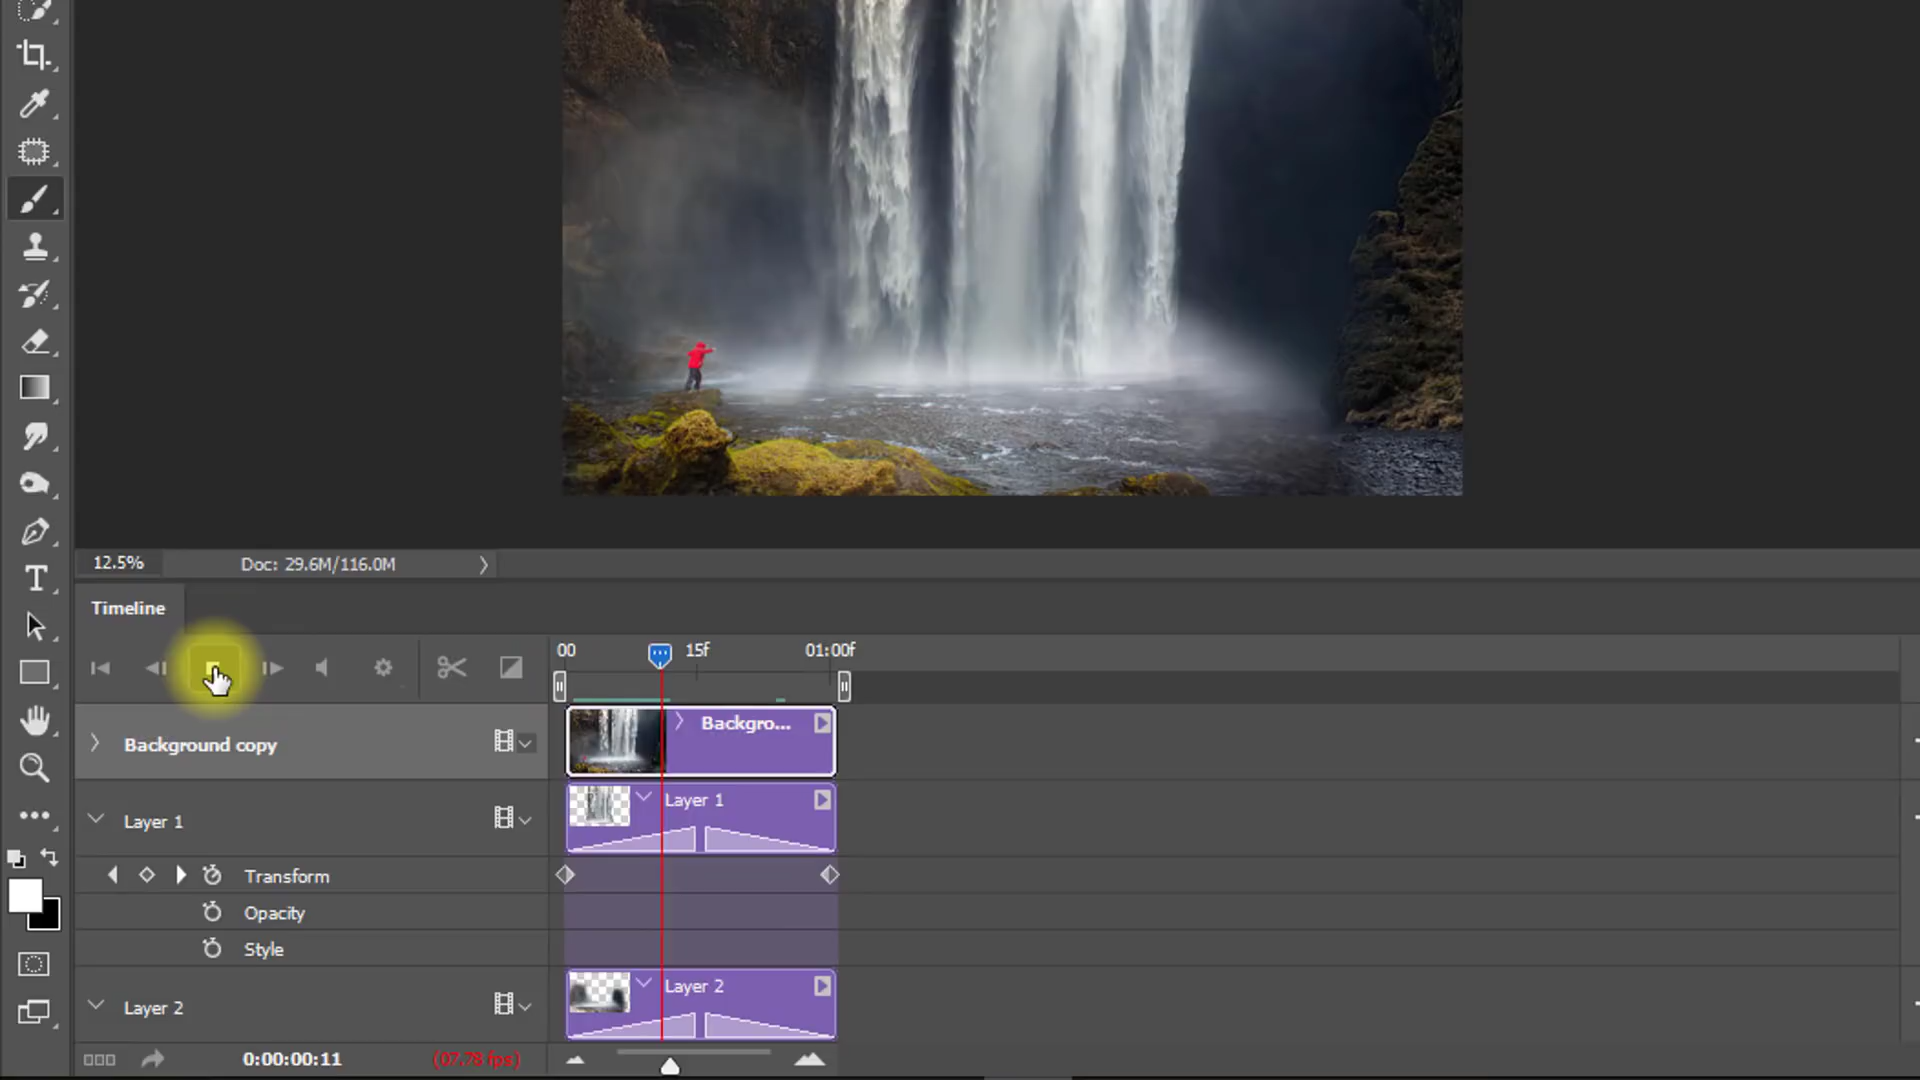 12.5%
Doc: 29.6M/116.0M
Timeline
00
15f
01:00f
Background copy
Backgro...
Layer 1
Layer 1
Transform
Opacity
Style
Layer 2
Layer 2
0:00:00:11
(07.78 fps)